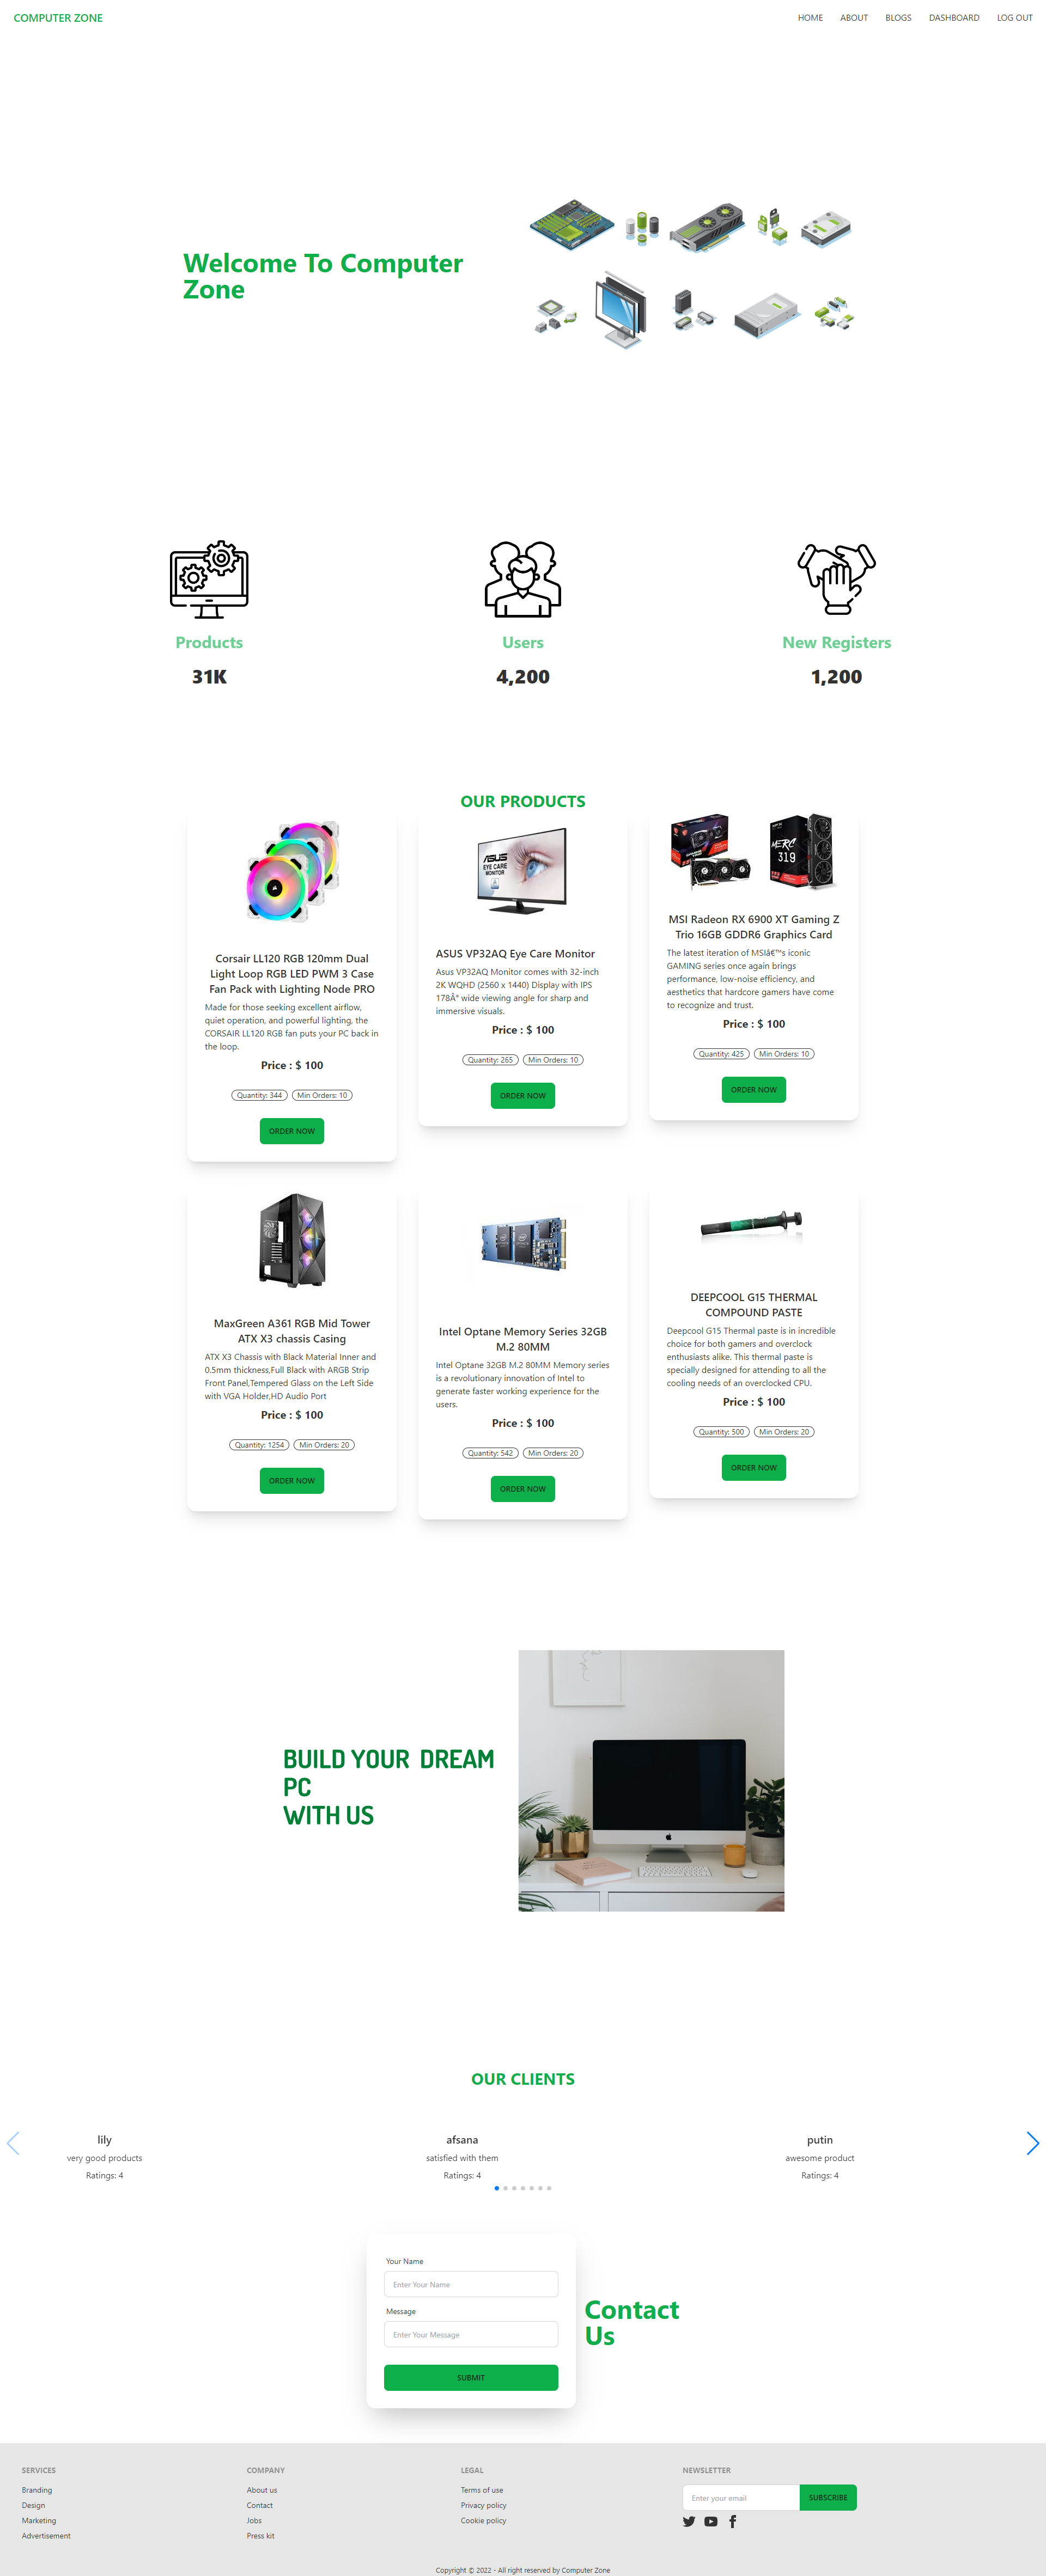 COMPUTER ZONE
HOME ABOUT BLOGS DASHBOARD LOG OUT
Welcome To Computer
Zone
Products
31K
Users
4,200
New Registers
1,200
OUR PRODUCTS
Corsair LL120 RGB 120mm Dual
Light Loop RGB LED PWM 3 Case
Fan Pack with Lighting Node PRO
Made for those seeking excellent airflow,
quiet operation, and powerful lighting, the
CORSAIR LL120 RGB fan puts your PC back in
the loop.
Price : $ 100
Quantity: 344 Min Orders: 10
ORDER NOW
ASUS
EYE CARE
MONITOR
ASUS VP32AQ Eye Care Monitor
Asus VP32AQ Monitor comes with 32-inch
2K WQHD (2560 x 1440) Display with IPS
178Â° wide viewing angle for sharp and
immersive visuals.
Price : $ 100
Quantity: 265 Min Orders: 10
ORDER NOW
MERC
319
MSI Radeon RX 6900 XT Gaming Z
Trio 16GB GDDR6 Graphics Card
The latest iteration of MSIâ€™s iconic
GAMING series once again brings
performance, low-noise efficiency, and
aesthetics that hardcore gamers have come
to recognize and trust.
Price : $ 100
Quantity: 425 Min Orders: 10
ORDER NOW
MaxGreen A361 RGB Mid Tower
ATX X3 chassis Casing
ATX X3 Chassis with Black Material Inner and
0.5mm thickness,Full Black with ARGB Strip
Front Panel,Tempered Glass on the Left Side
with VGA Holder,HD Audio Port
Price : $ 100
Quantity: 1254 Min Orders: 20
ORDER NOW
Intel Optane Memory Series 32GB
M.2 80MM
Intel Optane 32GB M.2 80MM Memory series
is a revolutionary innovation of Intel to
generate faster working experience for the
users.
Price : $ 100
Quantity: 542 Min Orders: 20
ORDER NOW
DEEPCOOL G15 THERMAL
COMPOUND PASTE
Deepcool G15 Thermal paste is in incredible
choice for both gamers and overclock
enthusiasts alike. This thermal paste is
specially designed for attending to all the
cooling needs of an overclocked CPU.
Price : $ 100
Quantity: 500 Min Orders: 20
ORDER NOW
BUILD YOUR DREAM
PC
WITH US
OUR CLIENTS
lily
very good products
Ratings: 4
afsana
satisfied with them
Ratings: 4
putin
awesome product
Ratings: 4
Your Name
Enter Your Name
Message
Enter Your Message
SUBMIT
Contact
Us
SERVICES
Branding
Design
Marketing
Advertisement
COMPANY
About us
Contact
Jobs
Press kit
LEGAL
Terms of use
Privacy policy
Cookie policy
NEWSLETTER
Enter your email SUBSCRIBE
Copyright © 2022 - All right reserved by Computer Zone